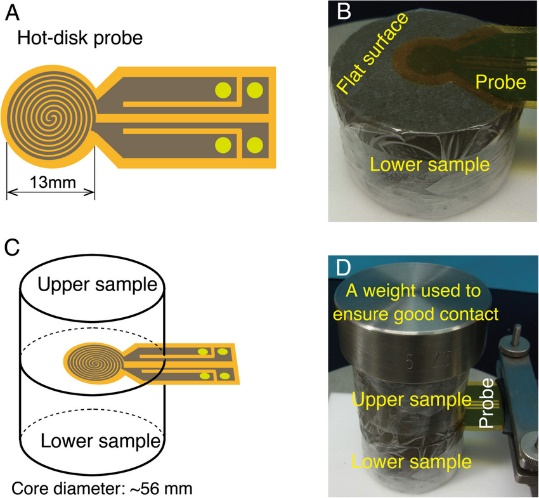 A
Hot-disk probe
13mm
B
Flat surface
Probe
Lower sample
C
Upper sample
Lower sample
Core diameter: ~56 mm
D
A weight used to
ensure good contact
5
Upper sample
Probe
Lower sample